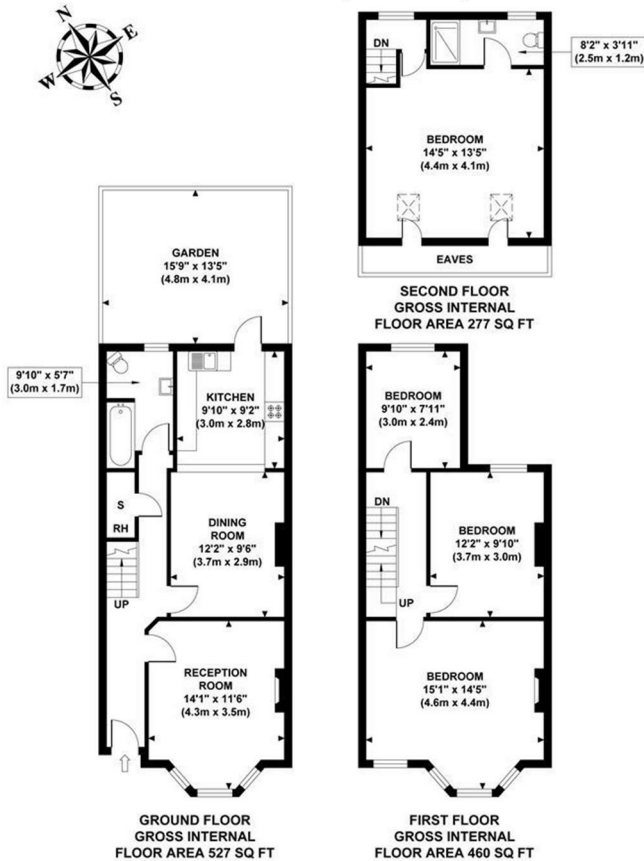 N
E
W
S
DN
8'2" x 3'11"
(2.5m x 1.2m)
BEDROOM
14'5" x 13'5"
(4.4m x 4.1m)
EAVES
SECOND FLOOR
GROSS INTERNAL
FLOOR AREA 277 SQ FT
GARDEN
15'9" x 13'5"
(4.8m x 4.1m)
9'10" x 5'7"
(3.0m x 1.7m)
KITCHEN
9'10" x 9'2"
(3.0m x 2.8m)
S
RH
DINING
ROOM
12'2" x 9'6"
(3.7m x 2.9m)
UP
RECEPTION
ROOM
14'1" x 11'6"
(4.3m x 3.5m)
GROUND FLOOR
GROSS INTERNAL
FLOOR AREA 527 SQ FT
BEDROOM
9'10" x 7'11"
(3.0m x 2.4m)
DN
BEDROOM
12'2" x 9'10"
(3.7m x 3.0m)
UP
BEDROOM
15'1" x 14'5"
(4.6m x 4.4m)
FIRST FLOOR
GROSS INTERNAL
FLOOR AREA 460 SQ FT